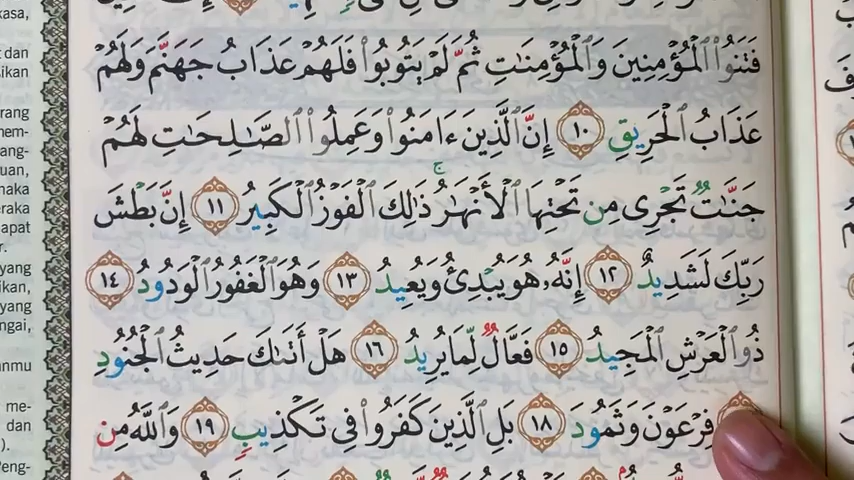 فَتَنُوا۟ ٱلْمُؤْمِنِينَ وَٱلْمُؤْمِنَـٰتِ ثُمَّ لَمْ يَتُوبُوا۟ فَلَهُمْ عَذَابُ جَهَنَّمَ وَلَهُمْ
عَذَابُ ٱلْحَرِيقِ ١٠ إِنَّ ٱلَّذِينَ ءَامَنُوا۟ وَعَمِلُوا۟ ٱلصَّـٰلِحَـٰتِ لَهُمْ
جَنَّـٰتٌ تَجْرِى مِن تَحْتِهَا ٱلْأَنْهَـٰرُ ۚ ذَٰلِكَ ٱلْفَوْزُ ٱلْكَبِيرُ ١١ إِنَّ بَطْشَ
رَبِّكَ لَشَدِيدٌ ١٢ إِنَّهُۥ هُوَ يُبْدِئُ وَيُعِيدُ ١٣ وَهُوَ ٱلْغَفُورُ ٱلْوَدُودُ ١٤
ذُو ٱلْعَرْشِ ٱلْمَجِيدُ ١٥ فَعَّالٌ لِّمَا يُرِيدُ ١٦ هَلْ أَتَىٰكَ حَدِيثُ ٱلْجُنُودِ
فِرْعَوْنَ وَثَمُودَ ١٨ بَلِ ٱلَّذِينَ كَفَرُوا۟ فِى تَكْذِيبٍ ١٩ وَٱللَّهُ مِن